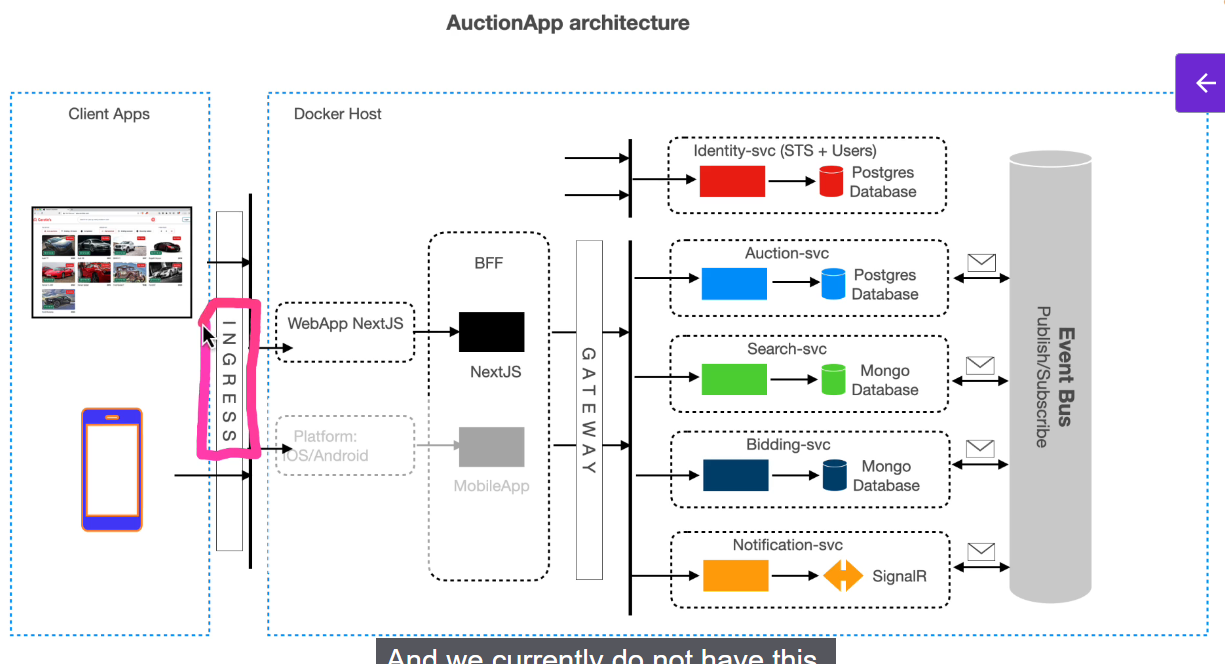 AuctionApp architecture
Client Apps
Docker Host
INGRESS
WebApp NextJS
Platform:
IOS/Android
BFF
NextJS
MobileApp
GATEWAY
Identity-svc (STS + Users)
Postgres
Database
Auction-svc
Postgres
Database
Search-svc
Mongo
Database
Bidding-svc
Mongo
Database
Notification-svc
SignalR
Event Bus
Publish/Subscribe
And we currently do not have this